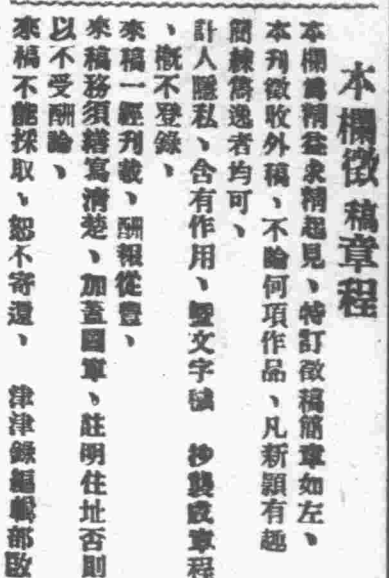 本欄徵稿章程
本欄為精益求精起見、特訂徵稿簡章如左、
本刊徵收外稿、不論何項作品、凡新頴有趣
簡練雋逸者均可、
計人隱私、含有作用、暨文字 抄襲成章程
、概不登錄、
來稿一經刊載、酬報從豐、
來稿務須繕寫清楚、加蓋圖章、註明住址否則
以不受酬論、
來稿不能採取、恕不寄還、 津津錄編輯部啟